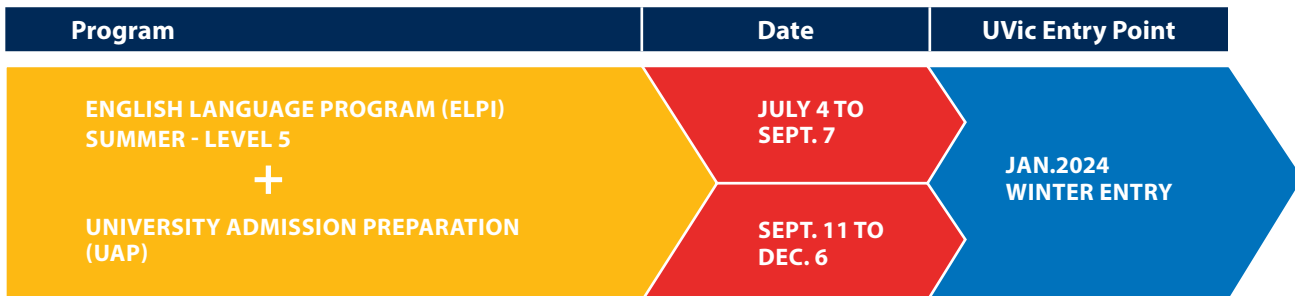 Program Date UVic Entry Point
ENGLISH LANGUAGE PROGRAM (ELPI)
SUMMER - LEVEL 5
+
UNIVERSITY ADMISSION PREPARATION
(UAP)
JULY 4 TO
SEPT. 7
SEPT. 11 TO
DEC. 6
JAN.2024
WINTER ENTRY